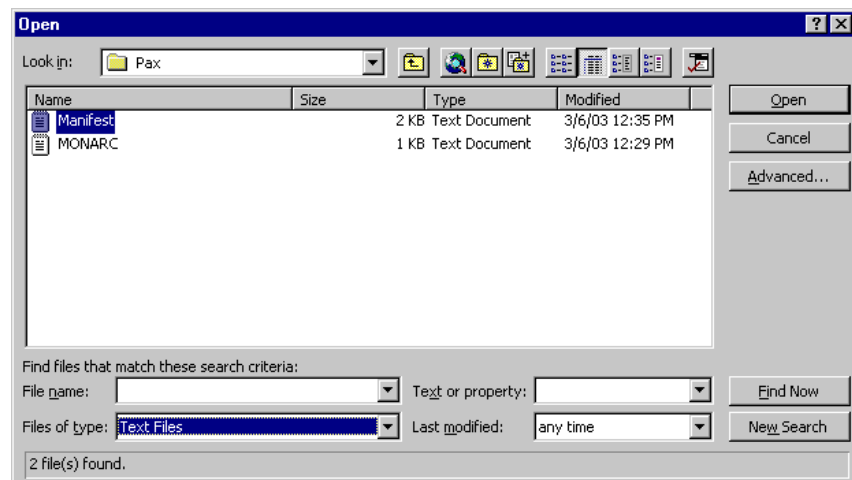 Open
Look in: Pax
Name Size Type Modified
Manifest 2 KB Text Document 3/6/03 12:35 PM
MONARC 1 KB Text Document 3/6/03 12:29 PM
Open
Cancel
Advanced...
Find files that match these search criteria:
File name: Text or property: Find Now
Files of type: Text Files Last modified: any time New Search
2 file(s) found.